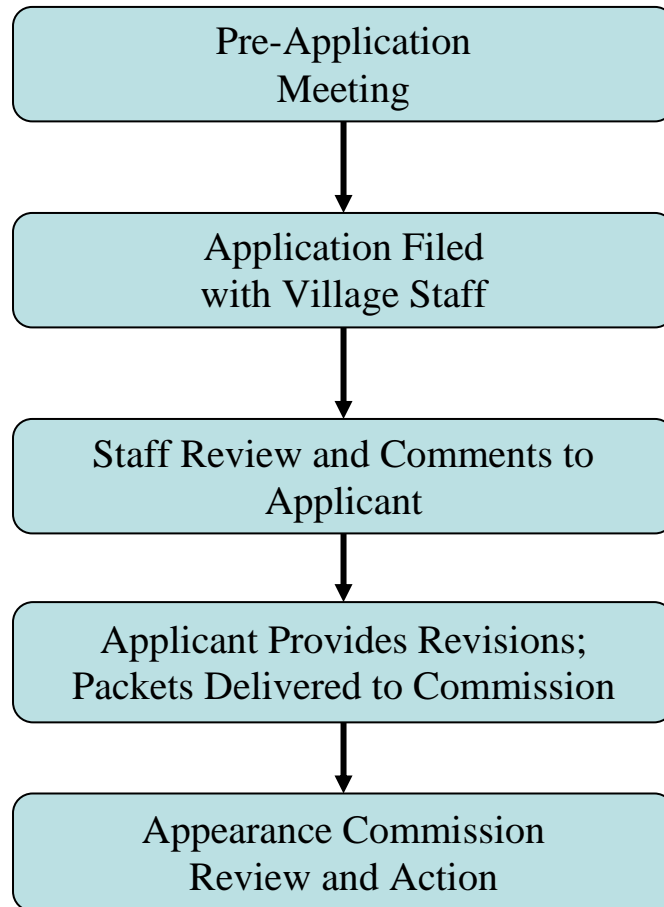 Pre-Application
Meeting
Application Filed
with Village Staff
Staff Review and Comments to
Applicant
Applicant Provides Revisions;
Packets Delivered to Commission
Appearance Commission
Review and Action